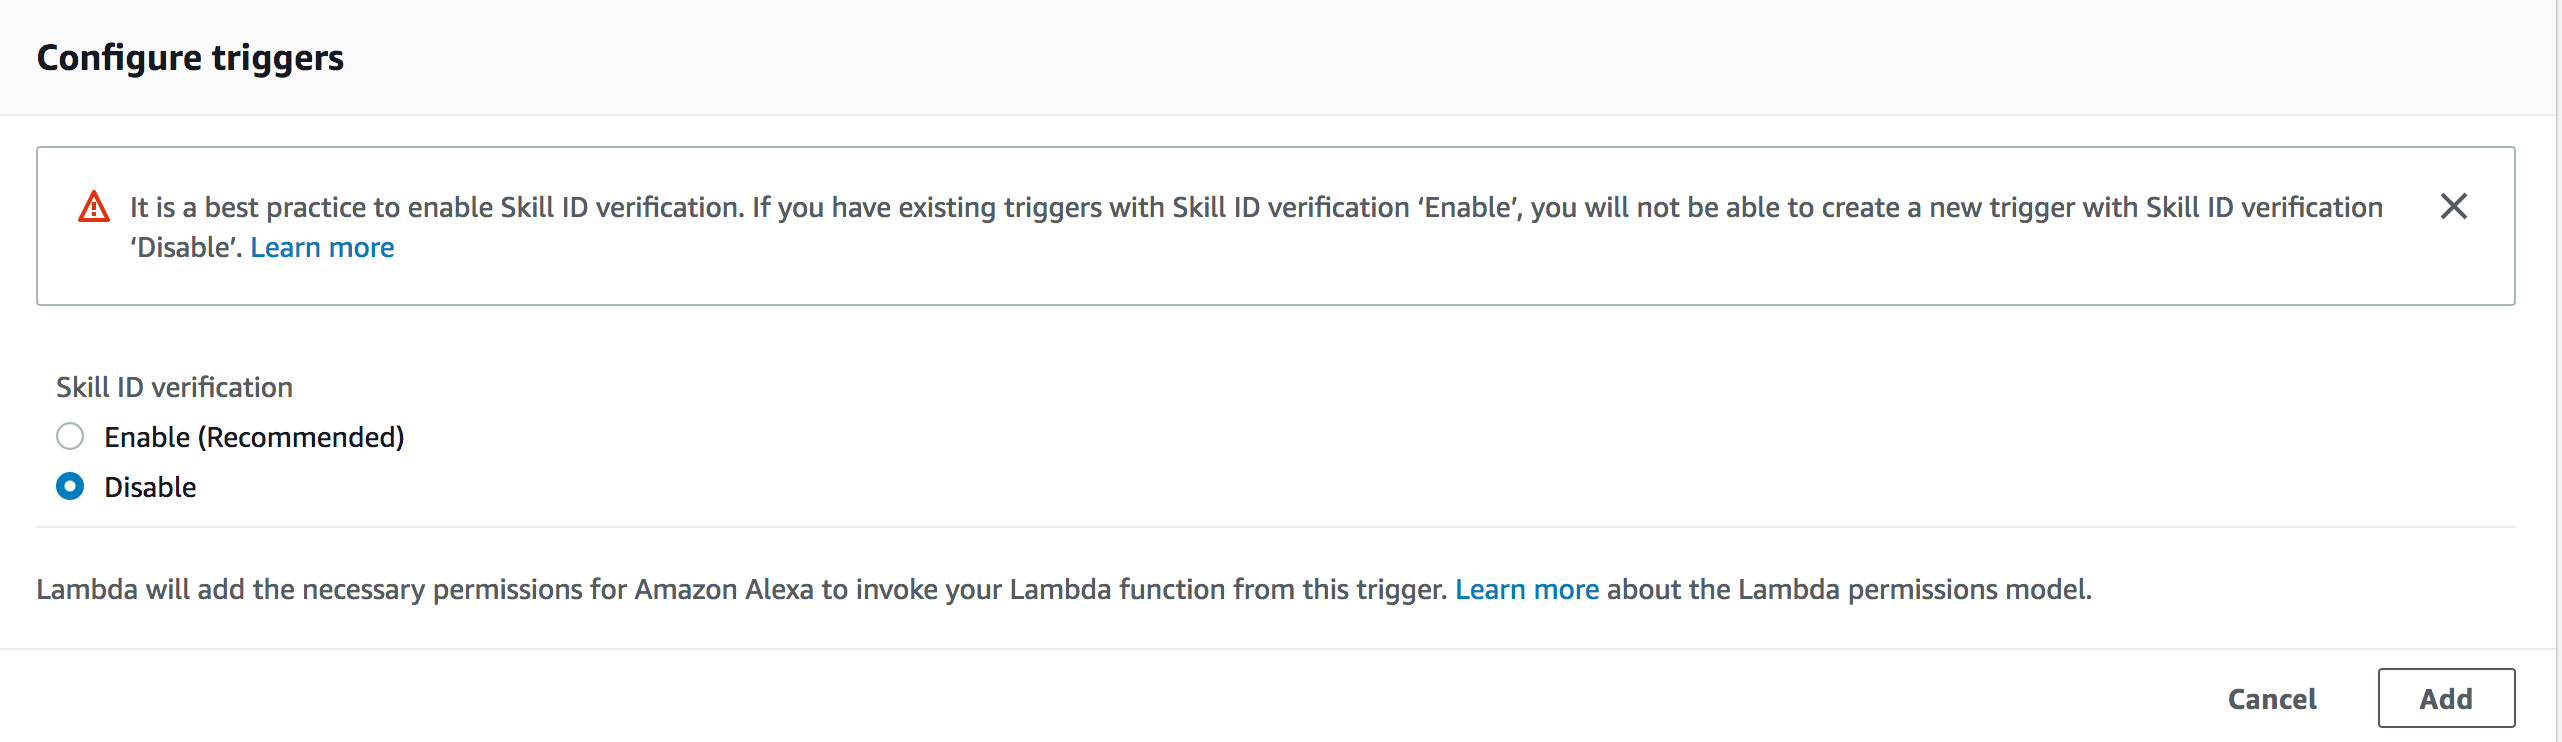 Configure triggers
It is a best practice to enable Skill ID verification. If you have existing triggers with Skill ID verification ‘Enable’, you will not be able to create a new trigger with Skill ID verification
‘Disable’. Learn more
Skill ID verification
Enable (Recommended)
Disable
Lambda will add the necessary permissions for Amazon Alexa to invoke your Lambda function from this trigger. Learn more about the Lambda permissions model.
Cancel Add